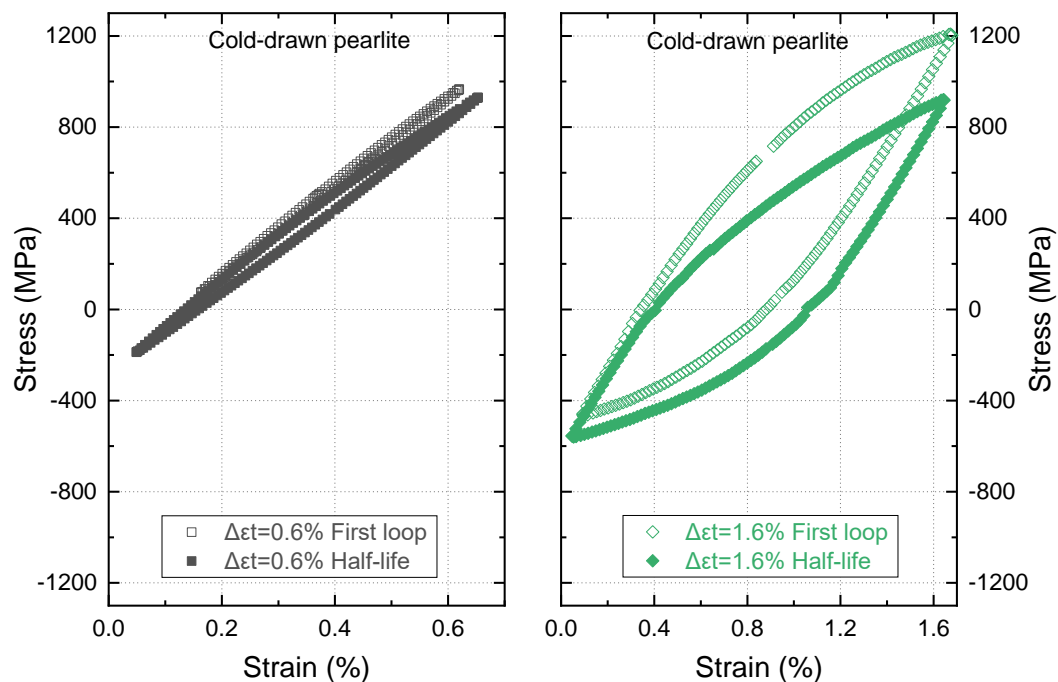 Cold-drawn pearlite
Stress (MPa)
1200
800
400
0
-400
-800
-1200
Δεt=0.6% First loop
Δεt=0.6% Half-life
0.0 0.2 0.4 0.6
Strain (%)
Cold-drawn pearlite
1200
800
400
0
-400
-800
-1200
Stress (MPa)
Δεt=1.6% First loop
Δεt=1.6% Half-life
0.0 0.4 0.8 1.2 1.6
Strain (%)